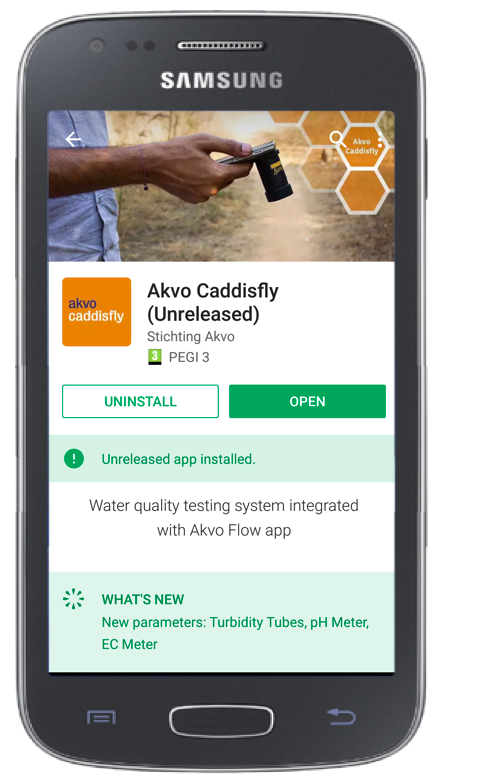 SAMSUNG
Akvo
Caddisfly
akvo
caddisfly
Akvo Caddisfly
(Unreleased)
Stichting Akvo
3 PEGI 3
UNINSTALL
OPEN
! Unreleased app installed.
Water quality testing system integrated
with Akvo Flow app
WHAT'S NEW
New parameters: Turbidity Tubes, pH Meter,
EC Meter